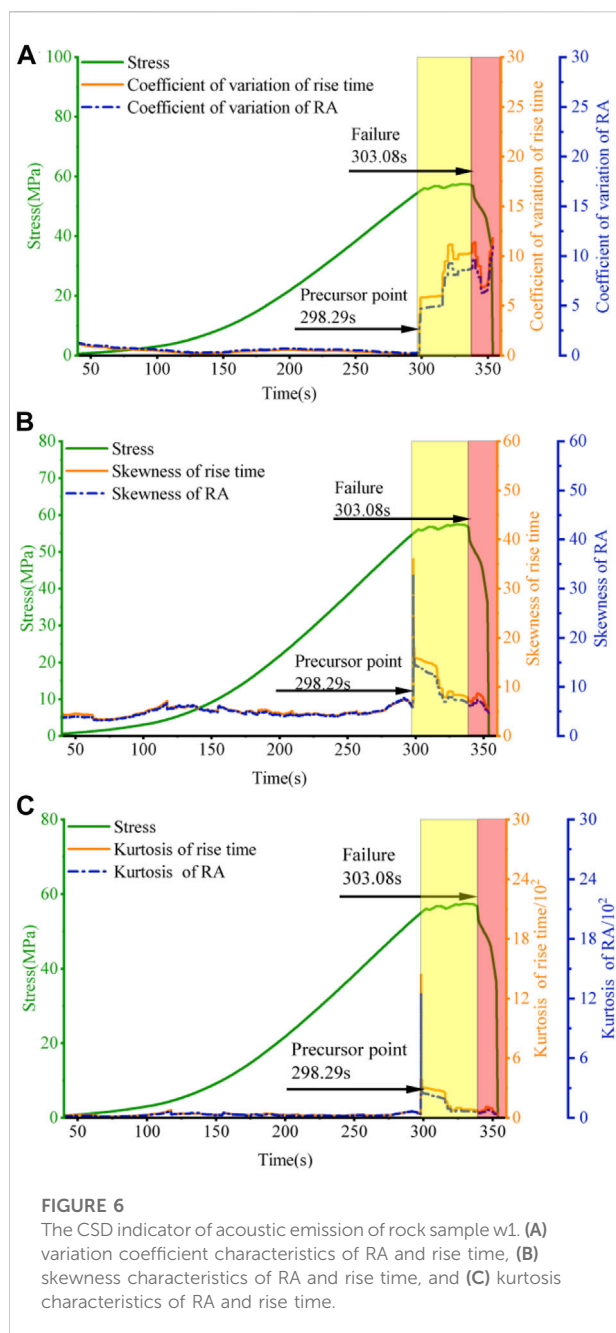 A
Stress
Coefficient of variation of rise time
Coefficient of variation of RA
Failure
303.08s
Precursor point
298.29s
100
80
60
40
20
0
Stress(MPa)
50 100 150 200 250 300 350
Time(s)
30
25
20
15
10
5
0
Coefficient of variation of rise time
30
25
20
15
10
5
0
Coefficient of variation of RA
B
Stress
Skewness of rise time
Skewness of RA
Failure
303.08s
Precursor point
298.29s
80
70
60
50
40
30
20
10
0
Stress(MPa)
50 100 150 200 250 300 350
Time(s)
60
50
40
30
20
10
0
Skewness of rise time
60
50
40
30
20
10
0
Skewness of RA
C
Stress
Kurtosis of rise time
Kurtosis of RA
Failure
303.08s
Precursor point
298.29s
80
60
40
20
0
Stress(MPa)
50 100 150 200 250 300 350
Time(s)
30
24
18
12
6
0
Kurtosis of rise time/10²
30
24
18
12
6
0
Kurtosis of RA/10²
FIGURE 6
The CSD indicator of acoustic emission of rock sample w1. (A)
variation coefficient characteristics of RA and rise time, (B)
skewness characteristics of RA and rise time, and (C) kurtosis
characteristics of RA and rise time.